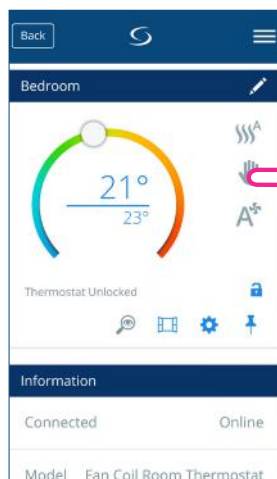 Back
Bedroom
A
21°
23°
A
Thermostat Unlocked
Information
Connected Online
Model Fan Coil Room Thermostat